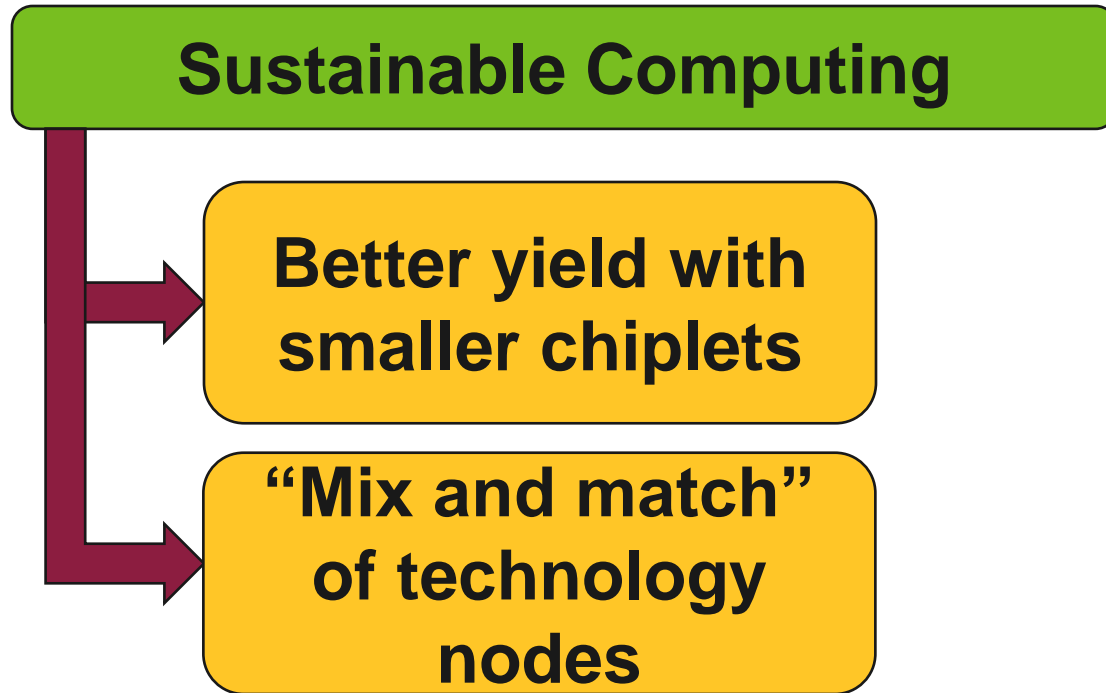 Sustainable Computing
Better yield with
smaller chiplets
“Mix and match”
of technology
nodes